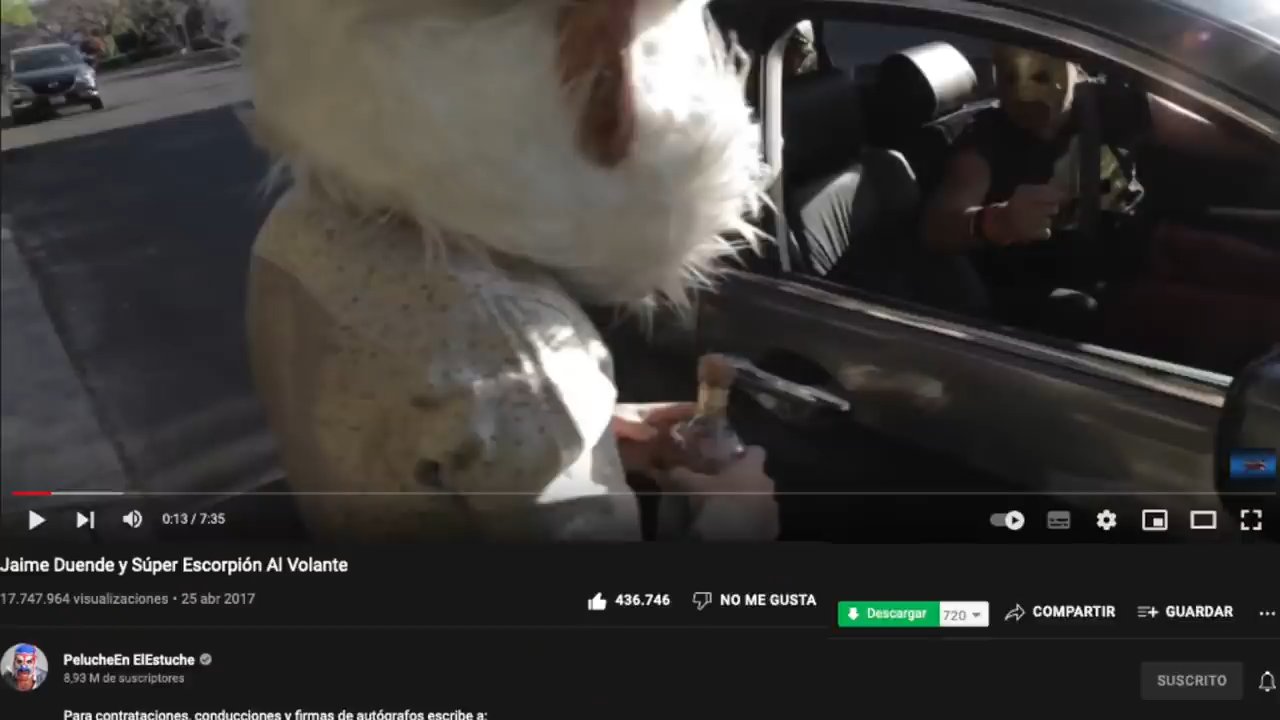 0:13 / 7:35
Jaime Duende y Súper Escorpión Al Volante
17.747.964 visualizaciones • 25 abr 2017
436.746
NO ME GUSTA
Descargar
720
COMPARTIR
GUARDAR
PelucheEn ElEstuche
8,93 M de suscriptores
SUSCRITO
Para contrataciones, conducciones y firmas de autógrafos escribe a: